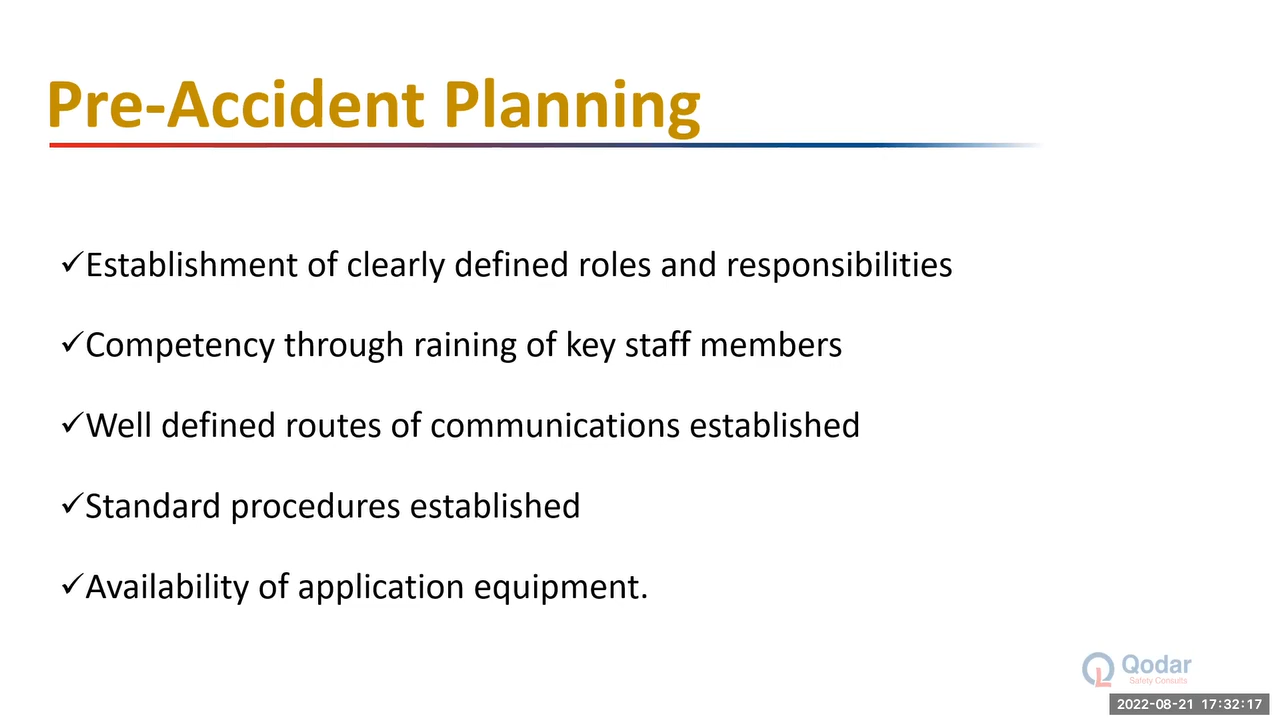 Pre-Accident Planning
✓Establishment of clearly defined roles and responsibilities
✓Competency through raining of key staff members
✓Well defined routes of communications established
✓Standard procedures established
✓Availability of application equipment.
Qodar
Safety Consults
2022-08-21 17:32:17